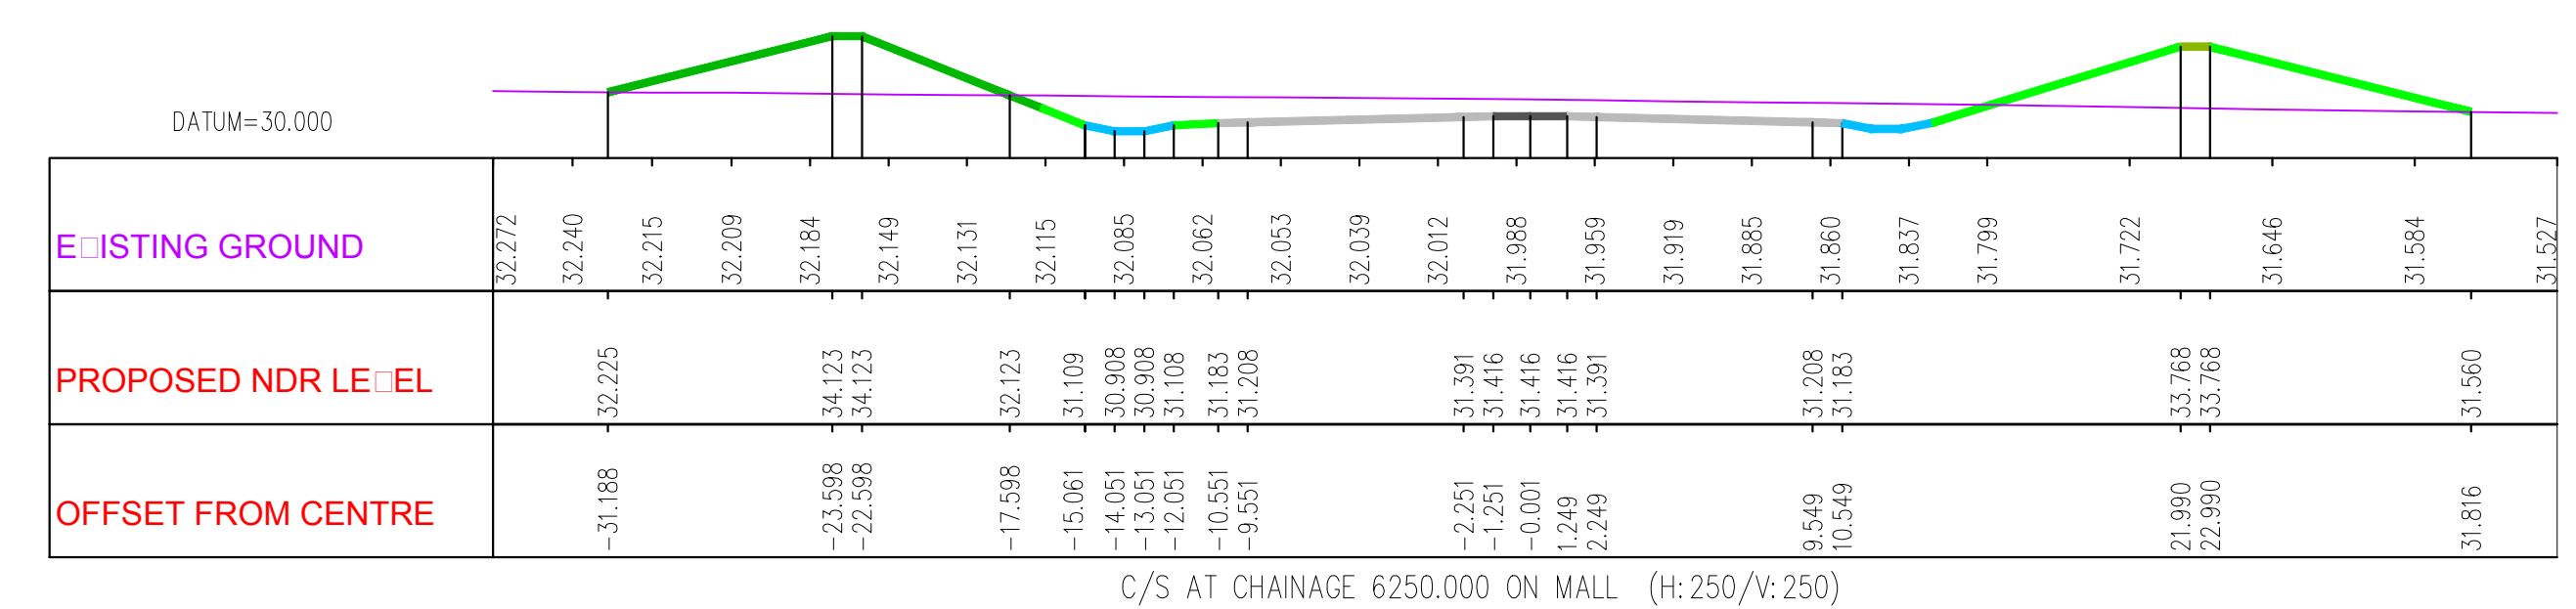 DATUM=30.000
E□ISTING GROUND
32.272 32.240 32.215 32.209 32.184 32.149 32.131 32.115 32.085 32.062 32.053 32.039 32.012 31.988 31.959 31.919 31.885 31.860 31.837 31.799 31.722 31.646 31.584 31.527
PROPOSED NDR LE□EL
32.225 34.123 34.123 32.123 31.109 30.908 30.908 31.108 31.183 31.208 31.391 31.416 31.416 31.416 31.391 31.208 31.183 33.768 33.768 31.560
OFFSET FROM CENTRE
-31.188 -23.598 -22.598 -17.598 -15.061 -14.051 -13.051 -12.051 -10.551 -9.551 -2.251 -1.251 -0.001 1.249 2.249 9.549 10.549 21.990 22.990 31.816
C/S AT CHAINAGE 6250.000 ON MALL (H:250/V:250)